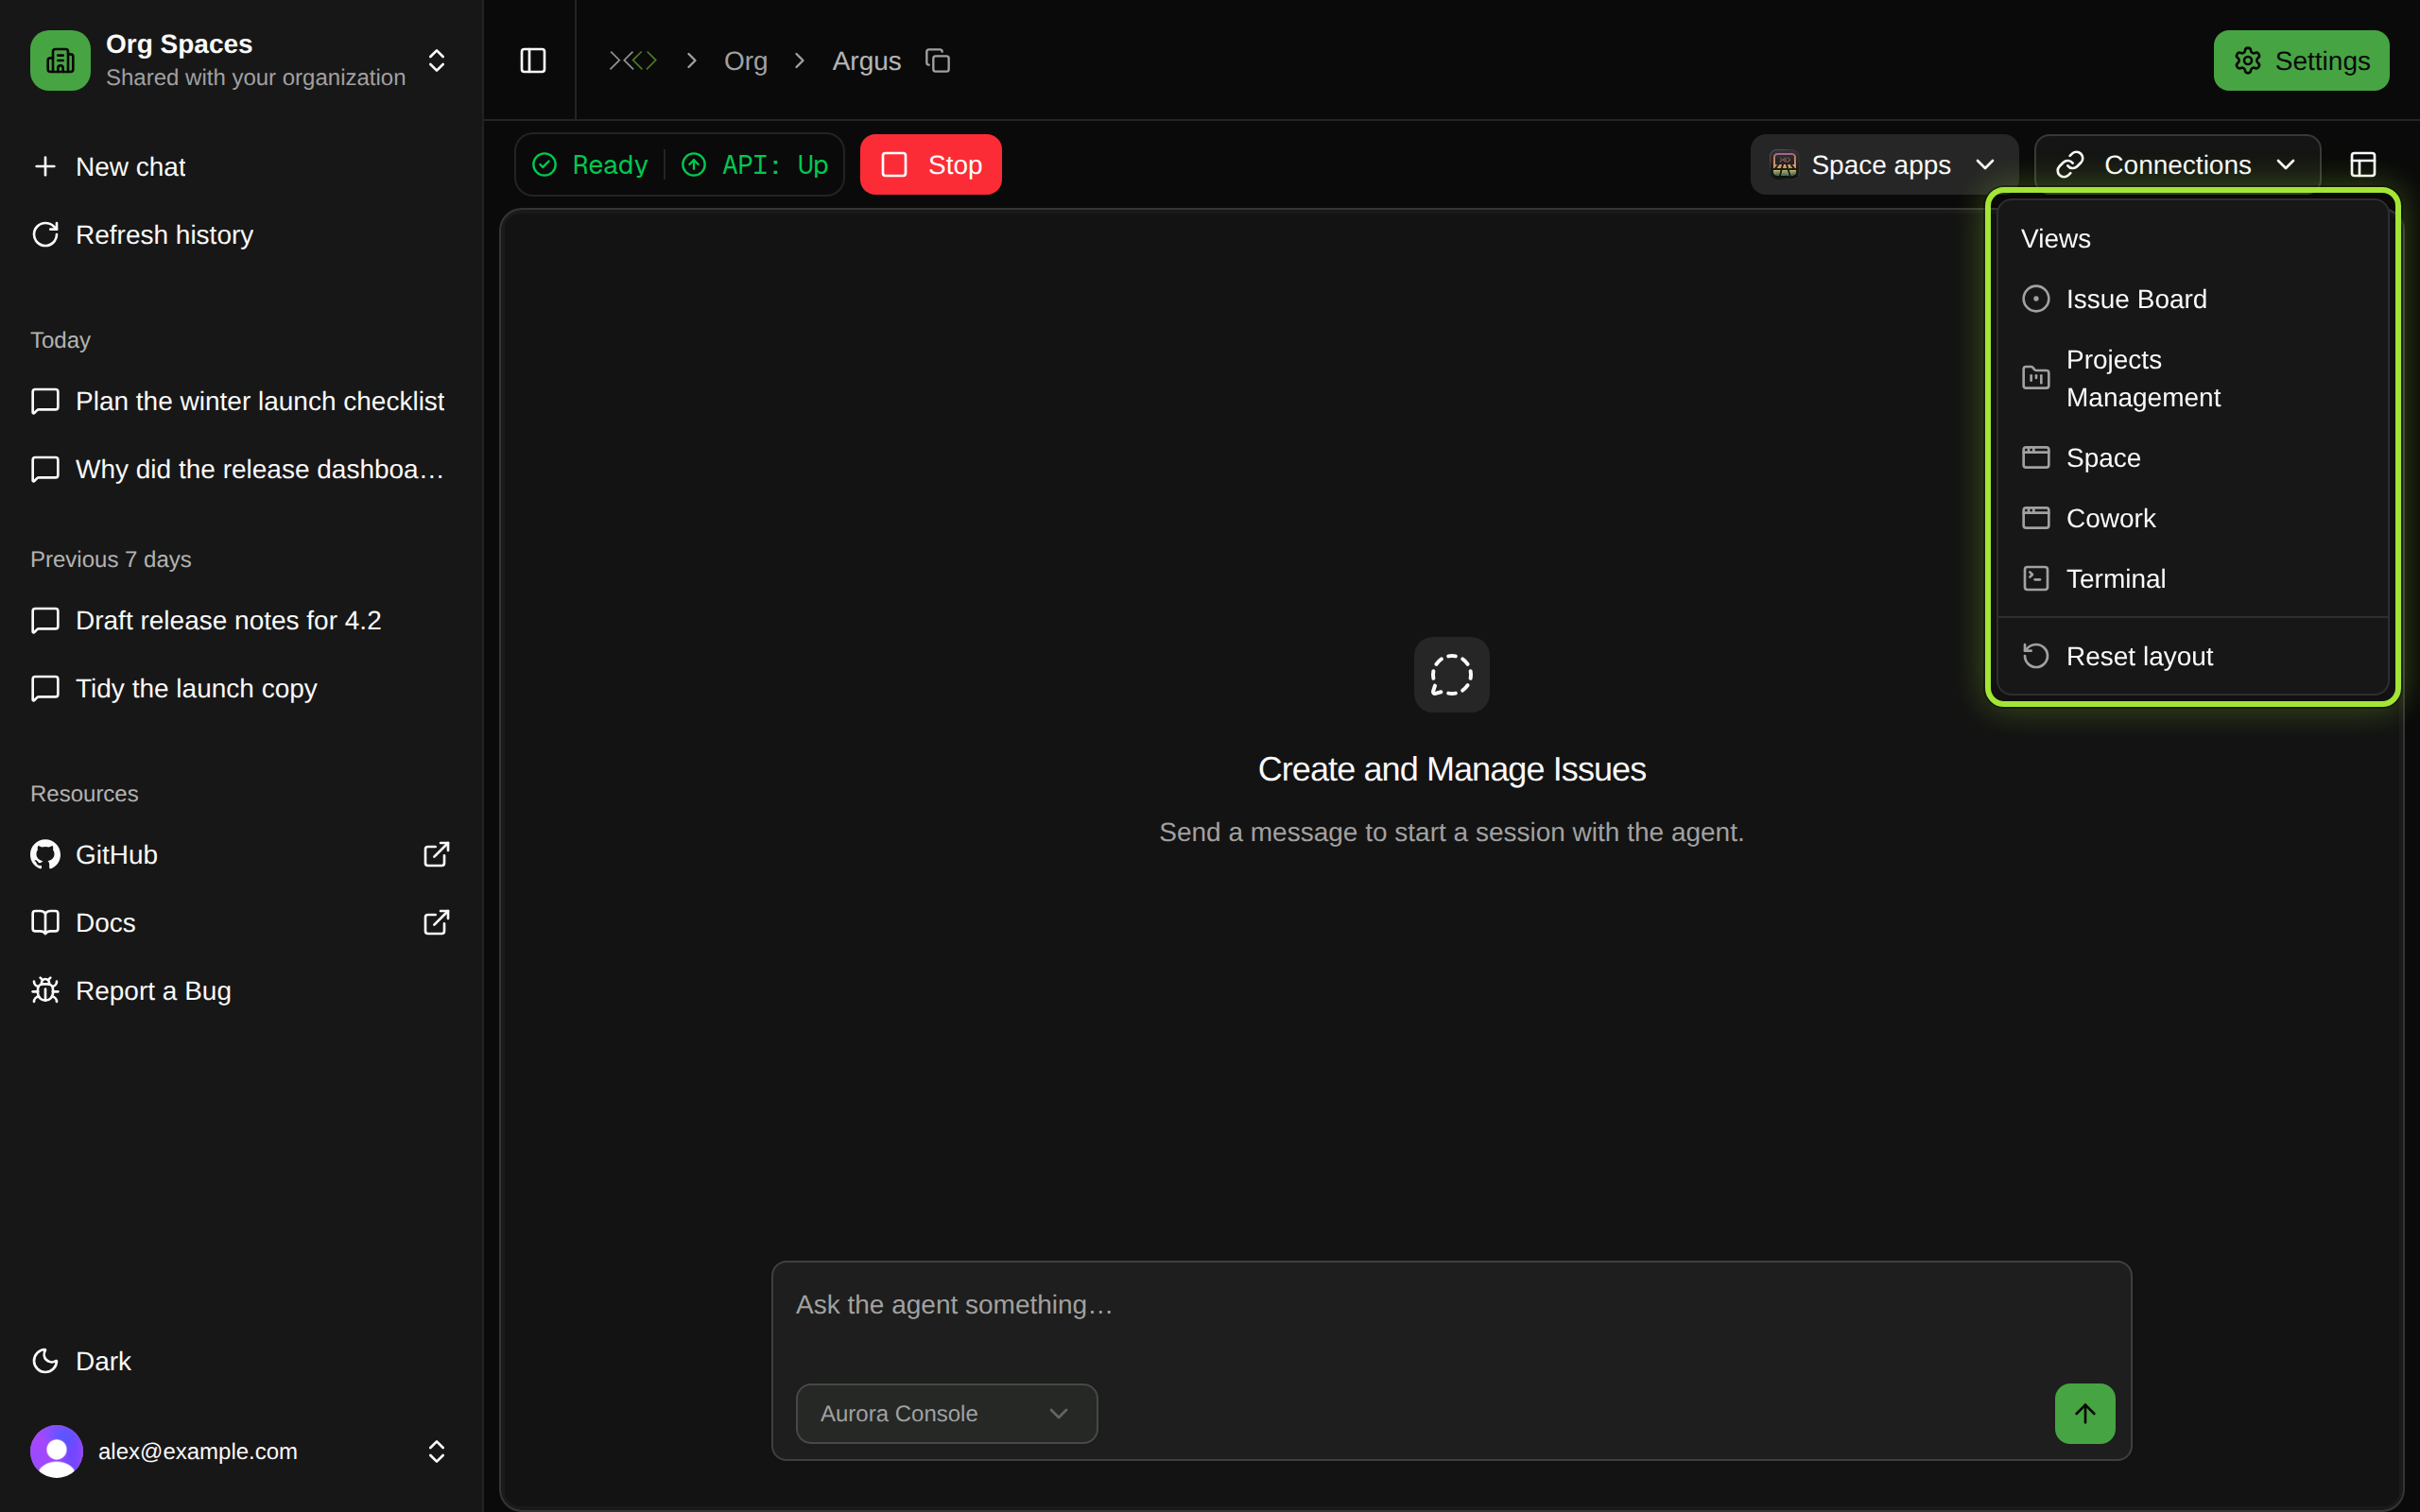 Org Spaces
Shared with your organization
New chat
Refresh history
Today
Plan the winter launch checklist
Why did the release dashboa…
Previous 7 days
Draft release notes for 4.2
Tidy the launch copy
Resources
GitHub
Docs
Report a Bug
Dark
alex@example.com
Org
Argus
Settings
Ready
API: Up
Stop
Space apps
Connections
Views
Issue Board
Projects
Management
Space
Cowork
Terminal
Reset layout
Create and Manage Issues
Send a message to start a session with the agent.
Ask the agent something…
Aurora Console